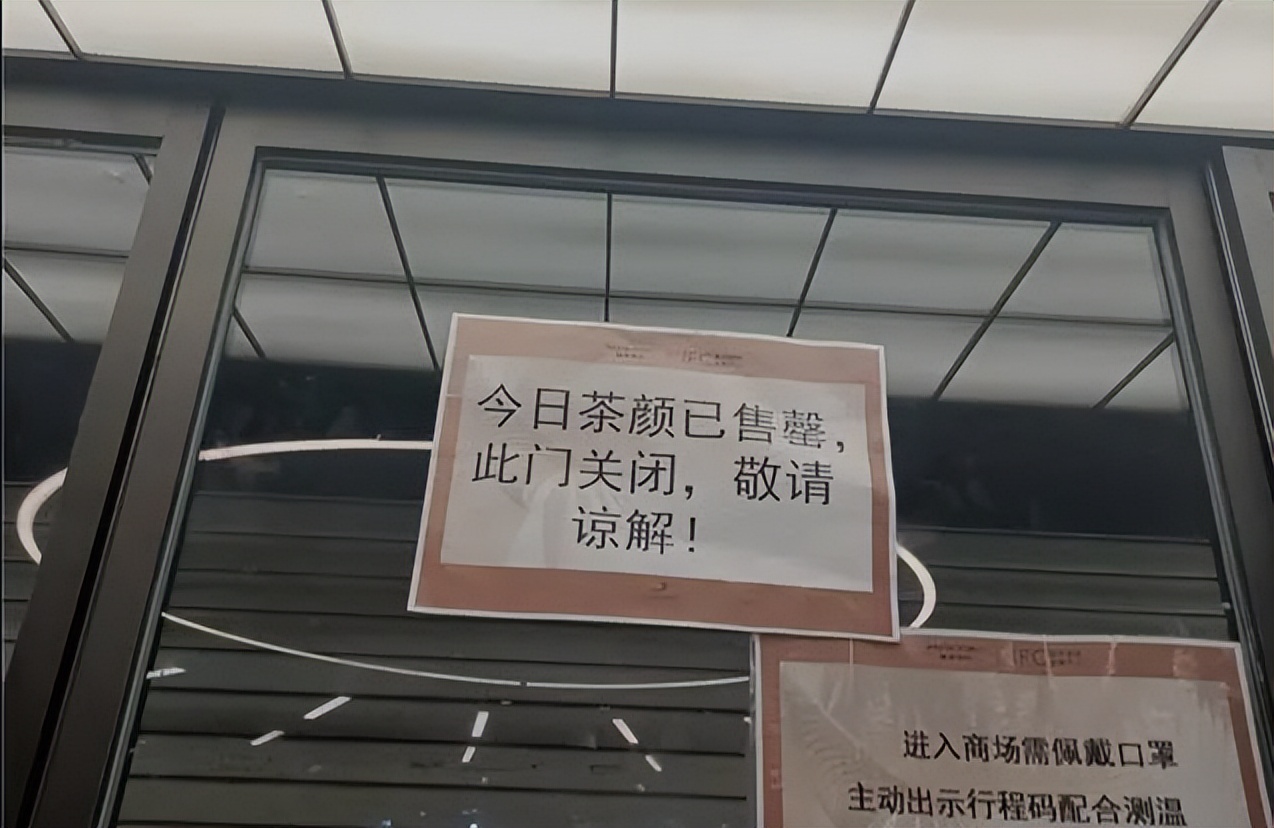 今日茶颜已售罄，
此门关闭，敬请
谅解！
进入商场需佩戴口罩
主动出示行程码配合测温